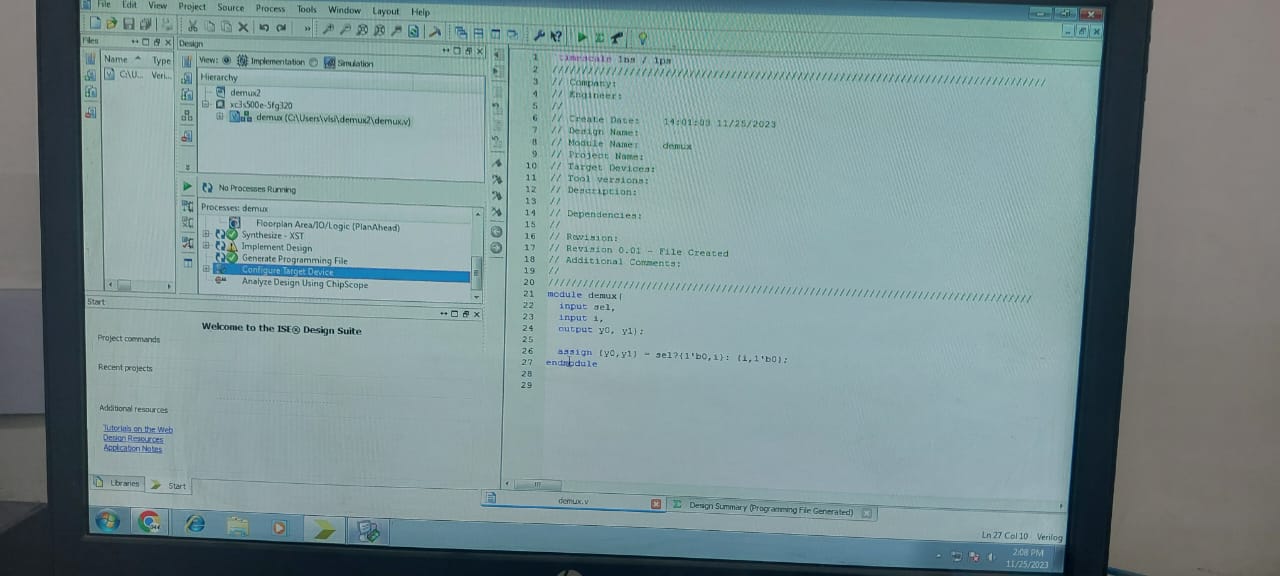 File Edit View Project Source Process Tools Window Layout Help
Files
Name Type
C:\U... Veri...
Design
View: Implementation Simulation
Hierarchy
demux2
xc3s500e-5fg320
demux (C:\Users\vlsi\demux2\demux.v)
No Processes Running
Processes: demux
Floorplan Area/IO/Logic (PlanAhead)
Synthesize - XST
Implement Design
Generate Programming File
Configure Target Device
Analyze Design Using ChipScope
Start
Welcome to the ISE® Design Suite
Project commands
Recent projects
Additional resources
Tutorials on the Web
Design Resources
Application Notes
Libraries Start
1 `timescale 1ns / 1ps
2 //////////////////////////////////////////////////////////////////////////////////
3 // Company:
4 // Engineer:
5 //
6 // Create Date: 14:01:03 11/25/2023
7 // Design Name:
8 // Module Name: demux
9 // Project Name:
10 // Target Devices:
11 // Tool versions:
12 // Description:
13 //
14 // Dependencies:
15 //
16 // Revision:
17 // Revision 0.01 - File Created
18 // Additional Comments:
19 //
20 //////////////////////////////////////////////////////////////////////////////////
21 module demux(
22 input sel,
23 input i,
24 output y0, y1);
25
26 assign {y0,y1} = sel?{1'b0,i}: {i,1'b0};
27 endmodule
28
29
demux.v
Design Summary (Programming File Generated)
Ln 27 Col 10 Verilog
2:08 PM
11/25/2023